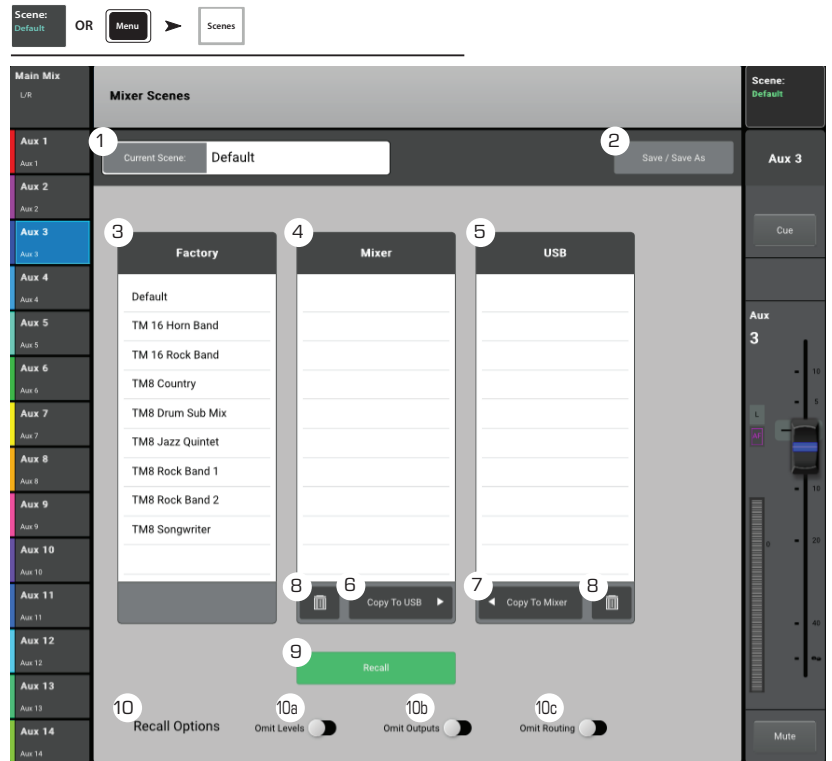 Scene:
Default
OR
Menu
Scenes
Main Mix
L/R
Mixer Scenes
Scene:
Default
Aux 1
Aux 1
Aux 2
Aux 2
Aux 3
Aux 3
Aux 4
Aux 4
Aux 5
Aux 5
Aux 6
Aux 6
Aux 7
Aux 7
Aux 8
Aux 8
Aux 9
Aux 9
Aux 10
Aux 10
Aux 11
Aux 11
Aux 12
Aux 12
Aux 13
Aux 13
Aux 14
Aux 14
1
Current Scene:
Default
2
Save / Save As
3
Factory
Default
TM 16 Horn Band
TM 16 Rock Band
TM8 Country
TM8 Drum Sub Mix
TM8 Jazz Quintet
TM8 Rock Band 1
TM8 Rock Band 2
TM8 Songwriter
4
Mixer
5
USB
8
6
Copy To USB
7
Copy To Mixer
8
9
Recall
10
Recall Options
10a
Omit Levels
10b
Omit Outputs
10c
Omit Routing
Aux 3
Cue
Aux
3
10
5
L
10
20
40
∞
Mute